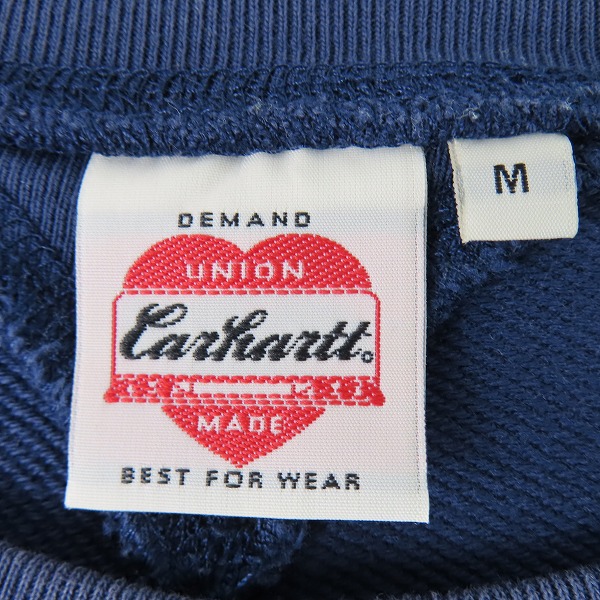 DEMAND
UNION
Carhartt
MADE
BEST FOR WEAR
M